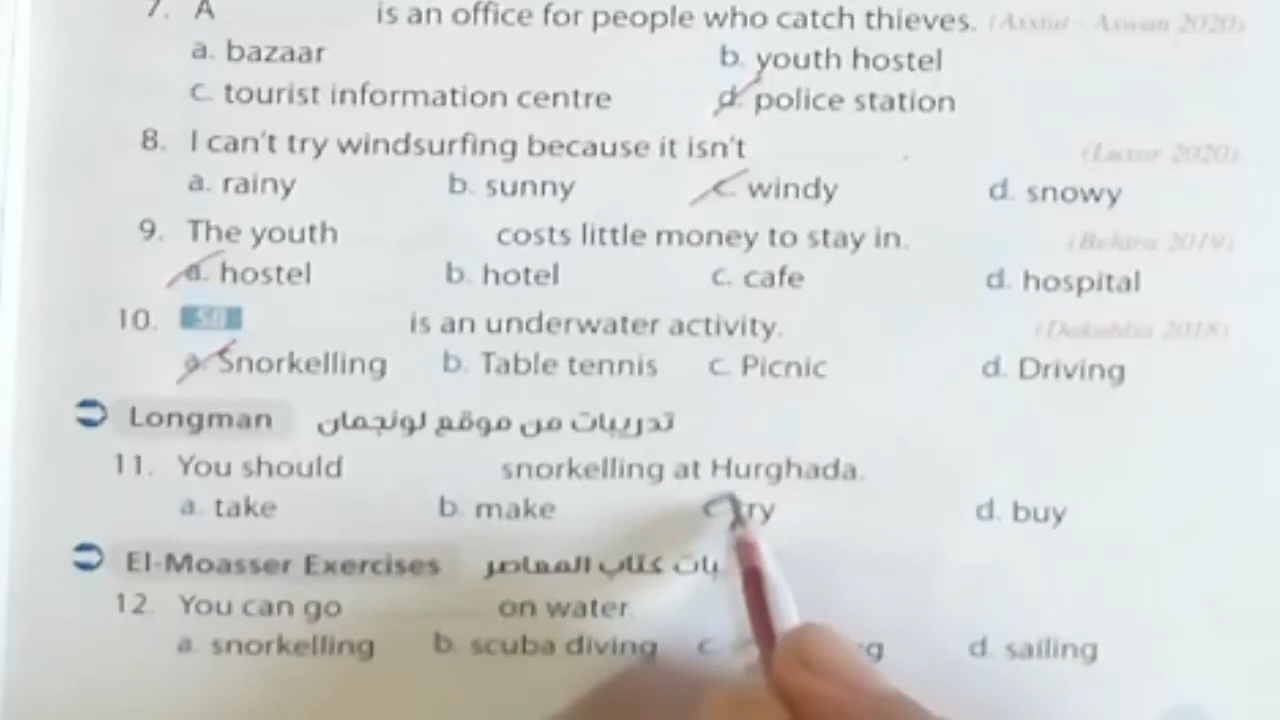 7. A is an office for people who catch thieves. (Assiut - Aswan 2020)
a. bazaar b. youth hostel
c. tourist information centre d. police station
8. I can't try windsurfing because it isn't . (Luxor 2020)
a. rainy b. sunny c. windy d. snowy
9. The youth costs little money to stay in. (Behira 2019)
a. hostel b. hotel c. cafe d. hospital
10. SB is an underwater activity. (Dakahlia 2018)
a. Snorkelling b. Table tennis c. Picnic d. Driving
Longman تدريبات من موقع لونجمان
11. You should snorkelling at Hurghada.
a. take b. make c. try d. buy
El-Moasser Exercises كتاب المعاصر
12. You can go on water.
a. snorkelling b. scuba diving c. d. sailing